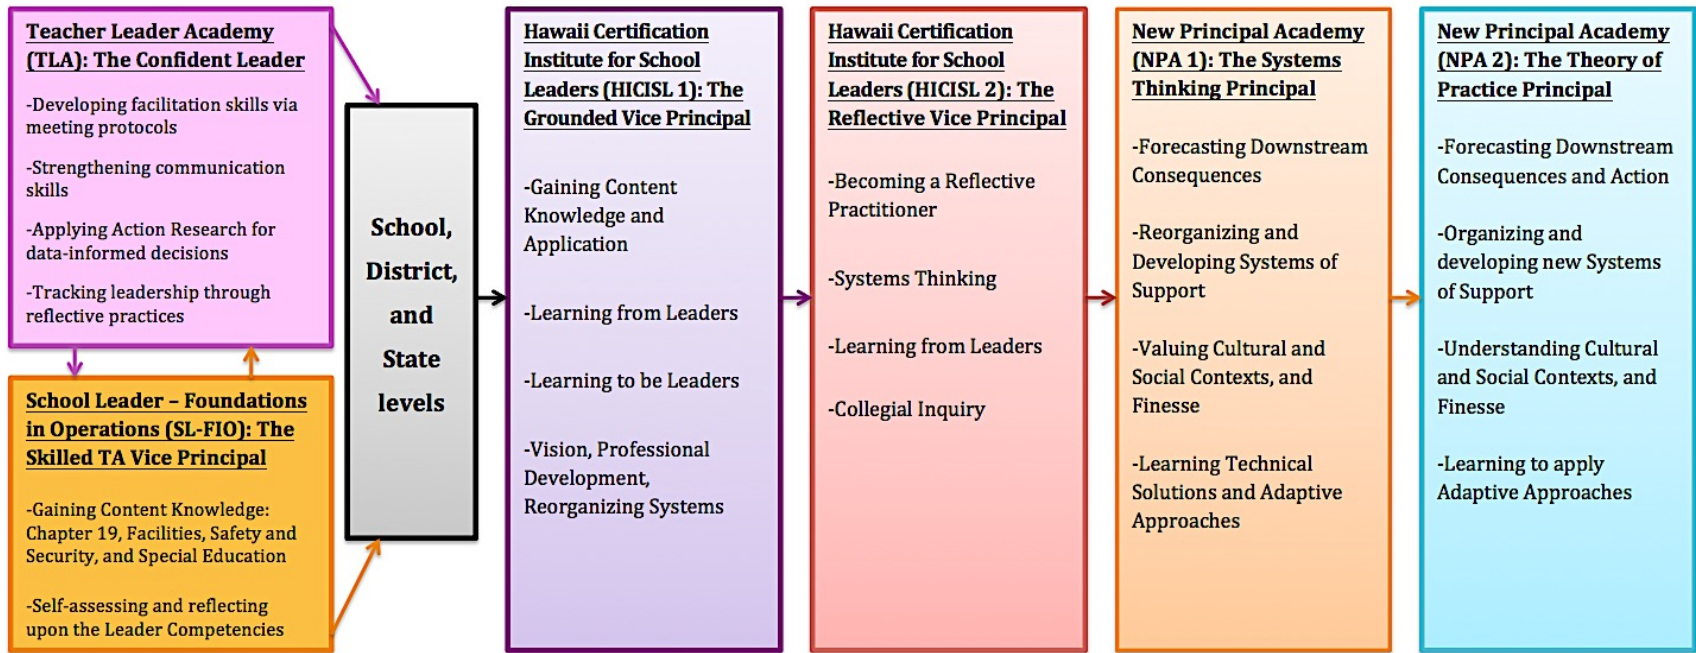 Teacher Leader Academy
(TLA): The Confident Leader
-Developing facilitation skills via
meeting protocols
-Strengthening communication
skills
-Applying Action Research for
data-informed decisions
-Tracking leadership through
reflective practices
School Leader – Foundations
in Operations (SL-FIO): The
Skilled TA Vice Principal
-Gaining Content Knowledge:
Chapter 19, Facilities, Safety and
Security, and Special Education
-Self-assessing and reflecting
upon the Leader Competencies
School,
District,
and
State
levels
Hawaii Certification
Institute for School
Leaders (HICISL 1): The
Grounded Vice Principal
-Gaining Content
Knowledge and
Application
-Learning from Leaders
-Learning to be Leaders
-Vision, Professional
Development,
Reorganizing Systems
Hawaii Certification
Institute for School
Leaders (HICISL 2): The
Reflective Vice Principal
-Becoming a Reflective
Practitioner
-Systems Thinking
-Learning from Leaders
-Collegial Inquiry
New Principal Academy
(NPA 1): The Systems
Thinking Principal
-Forecasting Downstream
Consequences
-Reorganizing and
Developing Systems of
Support
-Valuing Cultural and
Social Contexts, and
Finesse
-Learning Technical
Solutions and Adaptive
Approaches
New Principal Academy
(NPA 2): The Theory of
Practice Principal
-Forecasting Downstream
Consequences and Action
-Organizing and
developing new Systems
of Support
-Understanding Cultural
and Social Contexts, and
Finesse
-Learning to apply
Adaptive Approaches